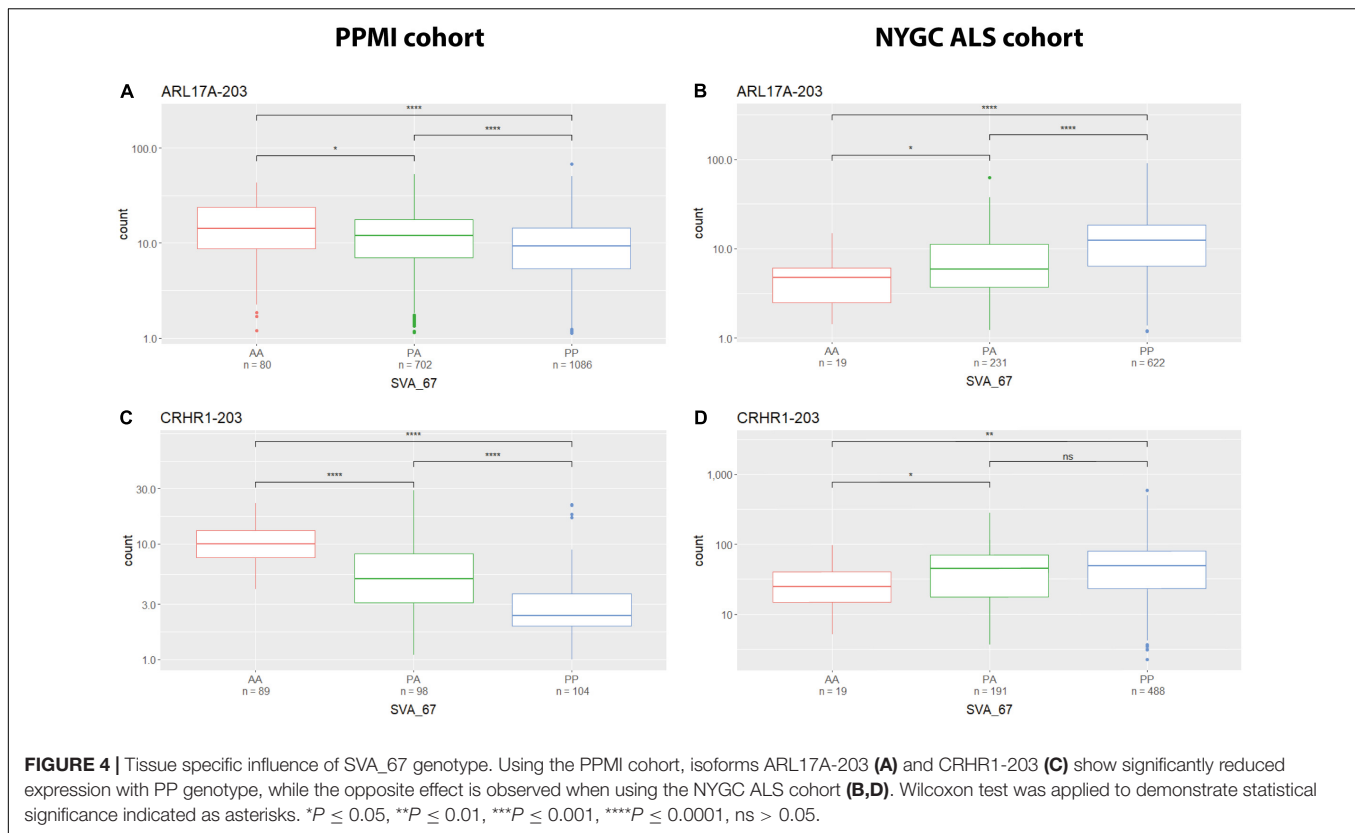 PPMI cohort
NYGC ALS cohort
A
ARL17A-203
****
****
*
100.0
10.0
1.0
count
AA
n = 80
PA
n = 702
PP
n = 1086
SVA_67
B
ARL17A-203
****
****
*
100.0
10.0
1.0
count
AA
n = 19
PA
n = 231
PP
n = 622
SVA_67
C
CRHR1-203
****
****
****
30.0
10.0
3.0
1.0
count
AA
n = 89
PA
n = 98
PP
n = 104
SVA_67
D
CRHR1-203
**
ns
*
1,000
100
10
count
AA
n = 19
PA
n = 191
PP
n = 488
SVA_67
FIGURE 4 | Tissue specific influence of SVA_67 genotype. Using the PPMI cohort, isoforms ARL17A-203 (A) and CRHR1-203 (C) show significantly reduced
expression with PP genotype, while the opposite effect is observed when using the NYGC ALS cohort (B,D). Wilcoxon test was applied to demonstrate statistical
significance indicated as asterisks. *P ≤ 0.05, **P ≤ 0.01, ***P ≤ 0.001, ****P ≤ 0.0001, ns > 0.05.